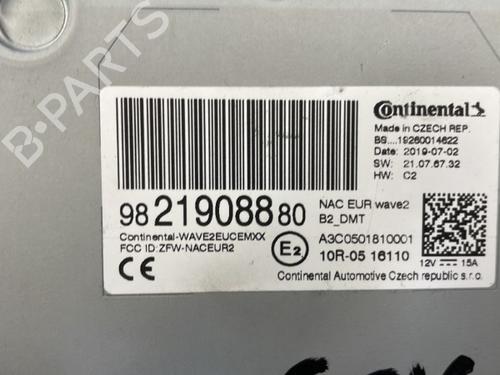 B-PARTS
Continental
Made in CZECH REP.
BS....19260014622
Date: 2019-07-02
SW: 21.07.67.32
HW: C2
98 219088 80
NAC EUR wave2
B2_DMT
Continental-WAVE2EUCEMXX
FCC ID:ZFW-NACEUR2
A3C0501810001
E2
10R-05 16110
12V 15A
CE
Continental Automotive Czech republic s.r.o.